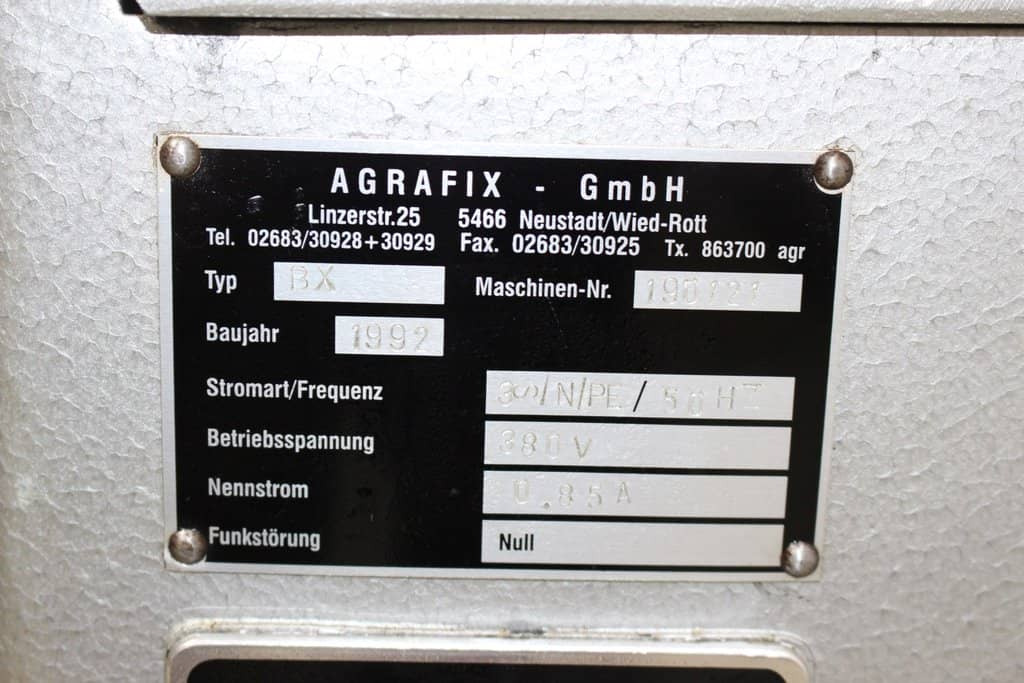 AGRAFIX - GmbH
Linzerstr.25 5466 Neustadt/Wied-Rott
Tel. 02683/30928+30929 Fax. 02683/30925 Tx. 863700 agr
Typ BX Maschinen-Nr.
Baujahr 1992
Stromart/Frequenz 3∾/N/PE/50HZ
Betriebsspannung 380V
Nennstrom 0.85A
Funkstörung Null